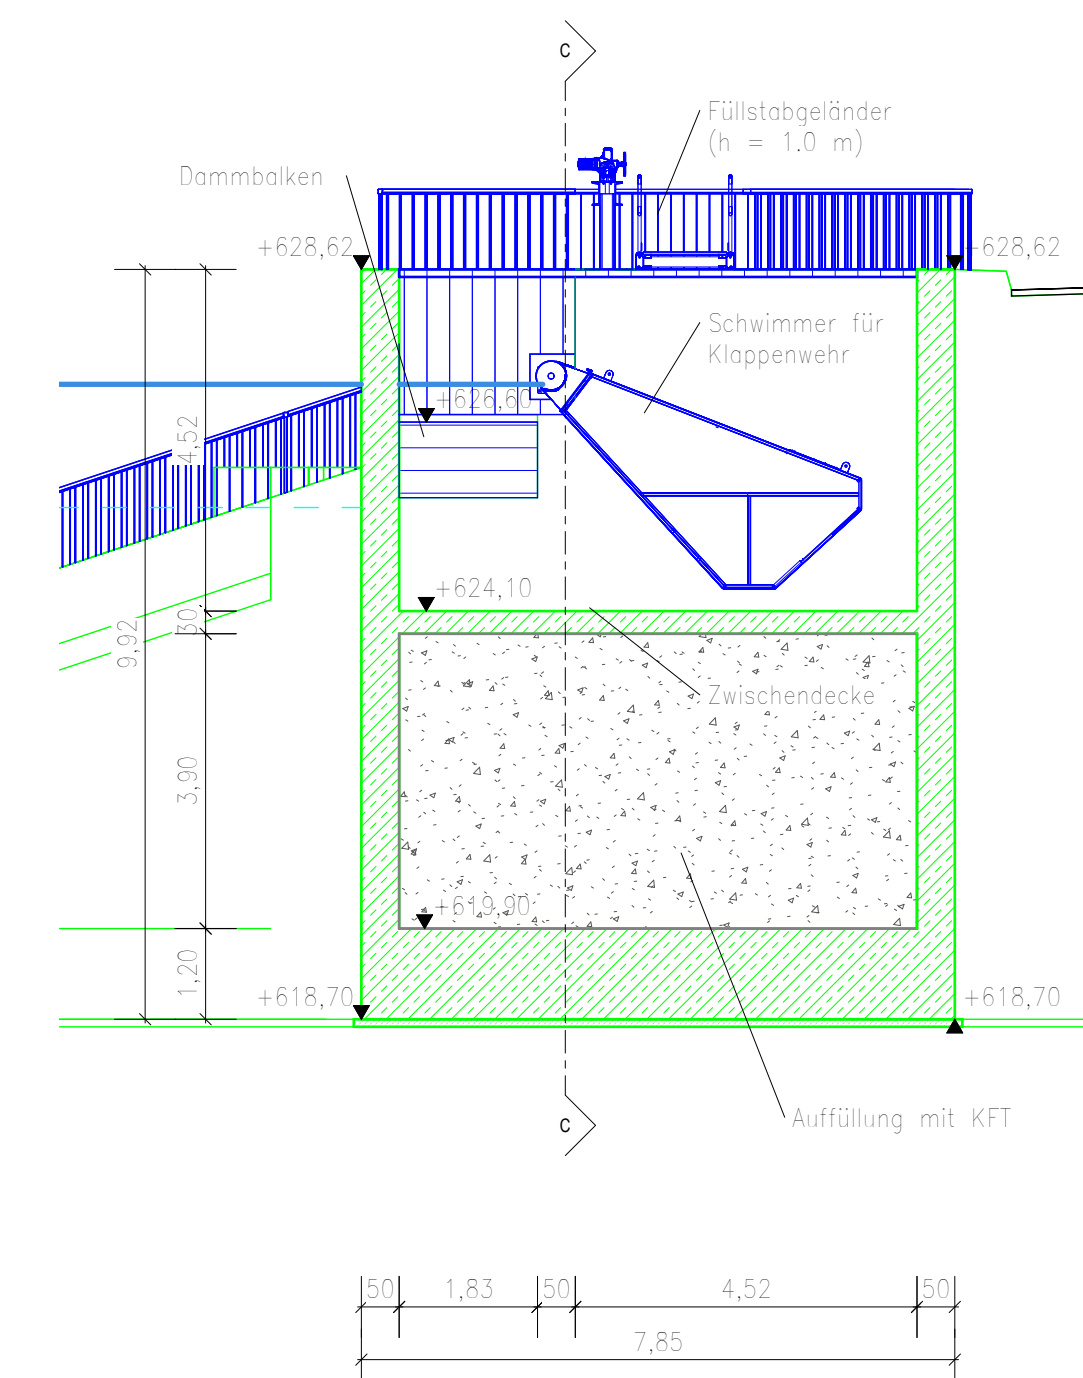 C
Füllstabgeländer
(h = 1.0 m)
Dammbalken
+628,62
+628,62
Schwimmer für
Klappenwehr
+626,60
4,52
+624,10
30
9,92
Zwischendecke
3,90
+619,90
1,20
+618,70
+618,70
C
Auffüllung mit KFT
50
1,83
50
4,52
50
7,85